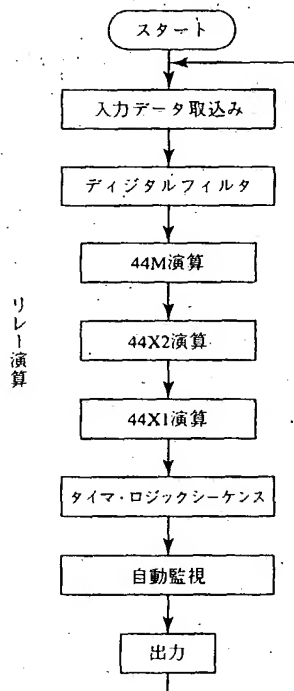 スタート
入力データ取込み
ディジタルフィルタ
44M演算
44X2演算
44X1演算
リレー演算
タイマ・ロジックシーケンス
自動監視
出力